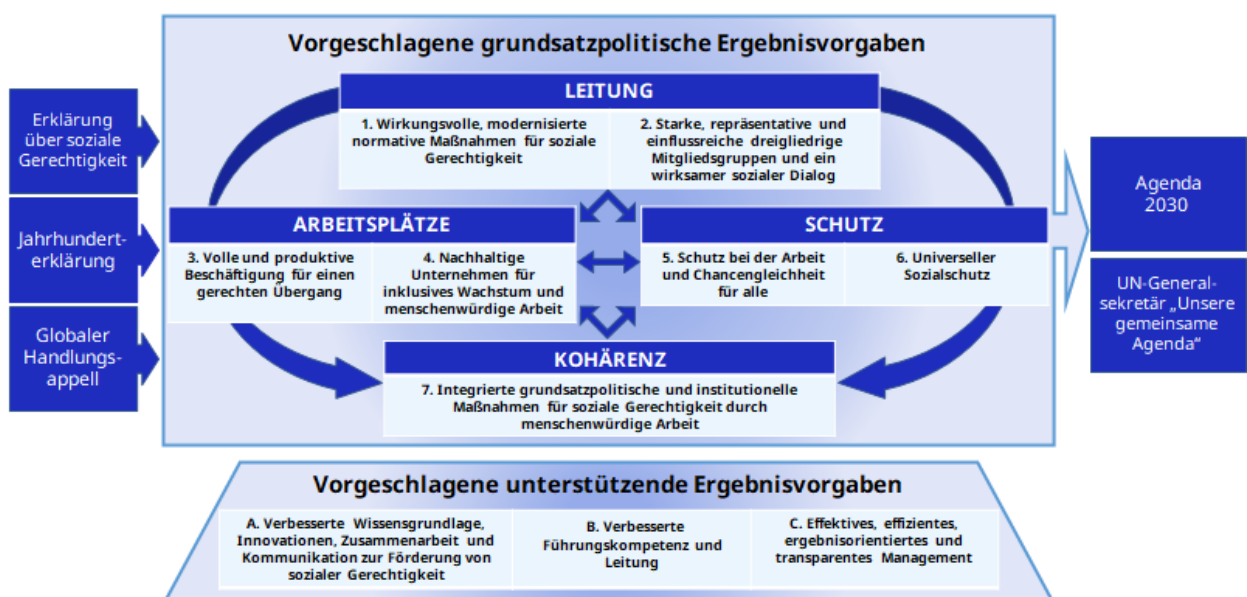 Vorgeschlagene grundsatzpolitische Ergebnisvorgaben
Erklärung
über soziale
Gerechtigkeit
Jahrhundert-
erklärung
Globaler
Handlungs-
appell
LEITUNG
1. Wirkungsvolle, modernisierte
normative Maßnahmen für soziale
Gerechtigkeit
2. Starke, repräsentative und
einflussreiche dreigliedrige
Mitgliedsgruppen und ein
wirksamer sozialer Dialog
ARBEITSPLÄTZE
3. Volle und produktive
Beschäftigung für einen
gerechten Übergang
4. Nachhaltige
Unternehmen für
inklusives Wachstum und
menschenwürdige Arbeit
SCHUTZ
5. Schutz bei der Arbeit
und Chancengleichheit
für alle
6. Universeller
Sozialschutz
KOHÄRENZ
7. Integrierte grundsatzpolitische und institutionelle
Maßnahmen für soziale Gerechtigkeit durch
menschenwürdige Arbeit
Agenda
2030
UN-General-
sekretär „Unsere
gemeinsame
Agenda“
Vorgeschlagene unterstützende Ergebnisvorgaben
A. Verbesserte Wissensgrundlage,
Innovationen, Zusammenarbeit und
Kommunikation zur Förderung von
sozialer Gerechtigkeit
B. Verbesserte
Führungskompetenz und
Leitung
C. Effektives, effizientes,
ergebnisorientiertes und
transparentes Management